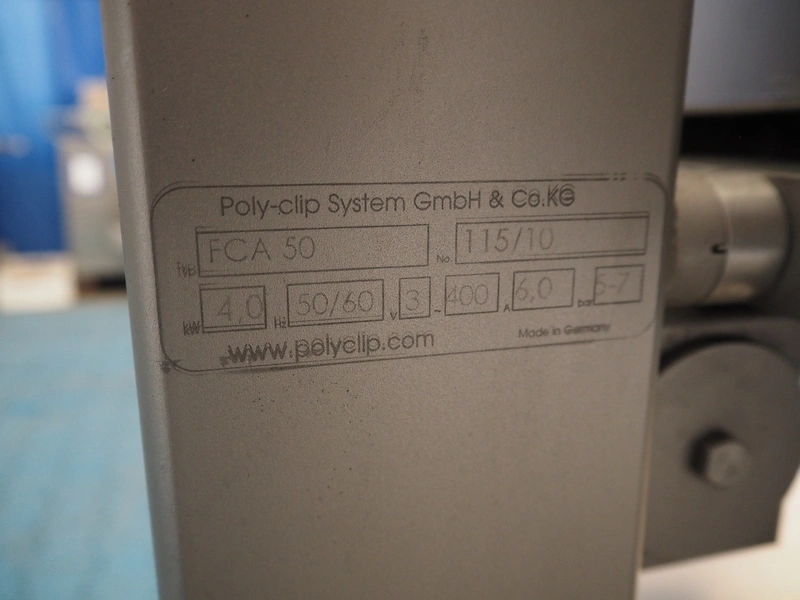 Poly-clip System GmbH & Co.KG
Typ FCA 50 No 115/10
kW 4,0 Hz 50/60 V 3 ~ 400 A 6,0 bar 5-7
www.polyclip.com Made in Germany